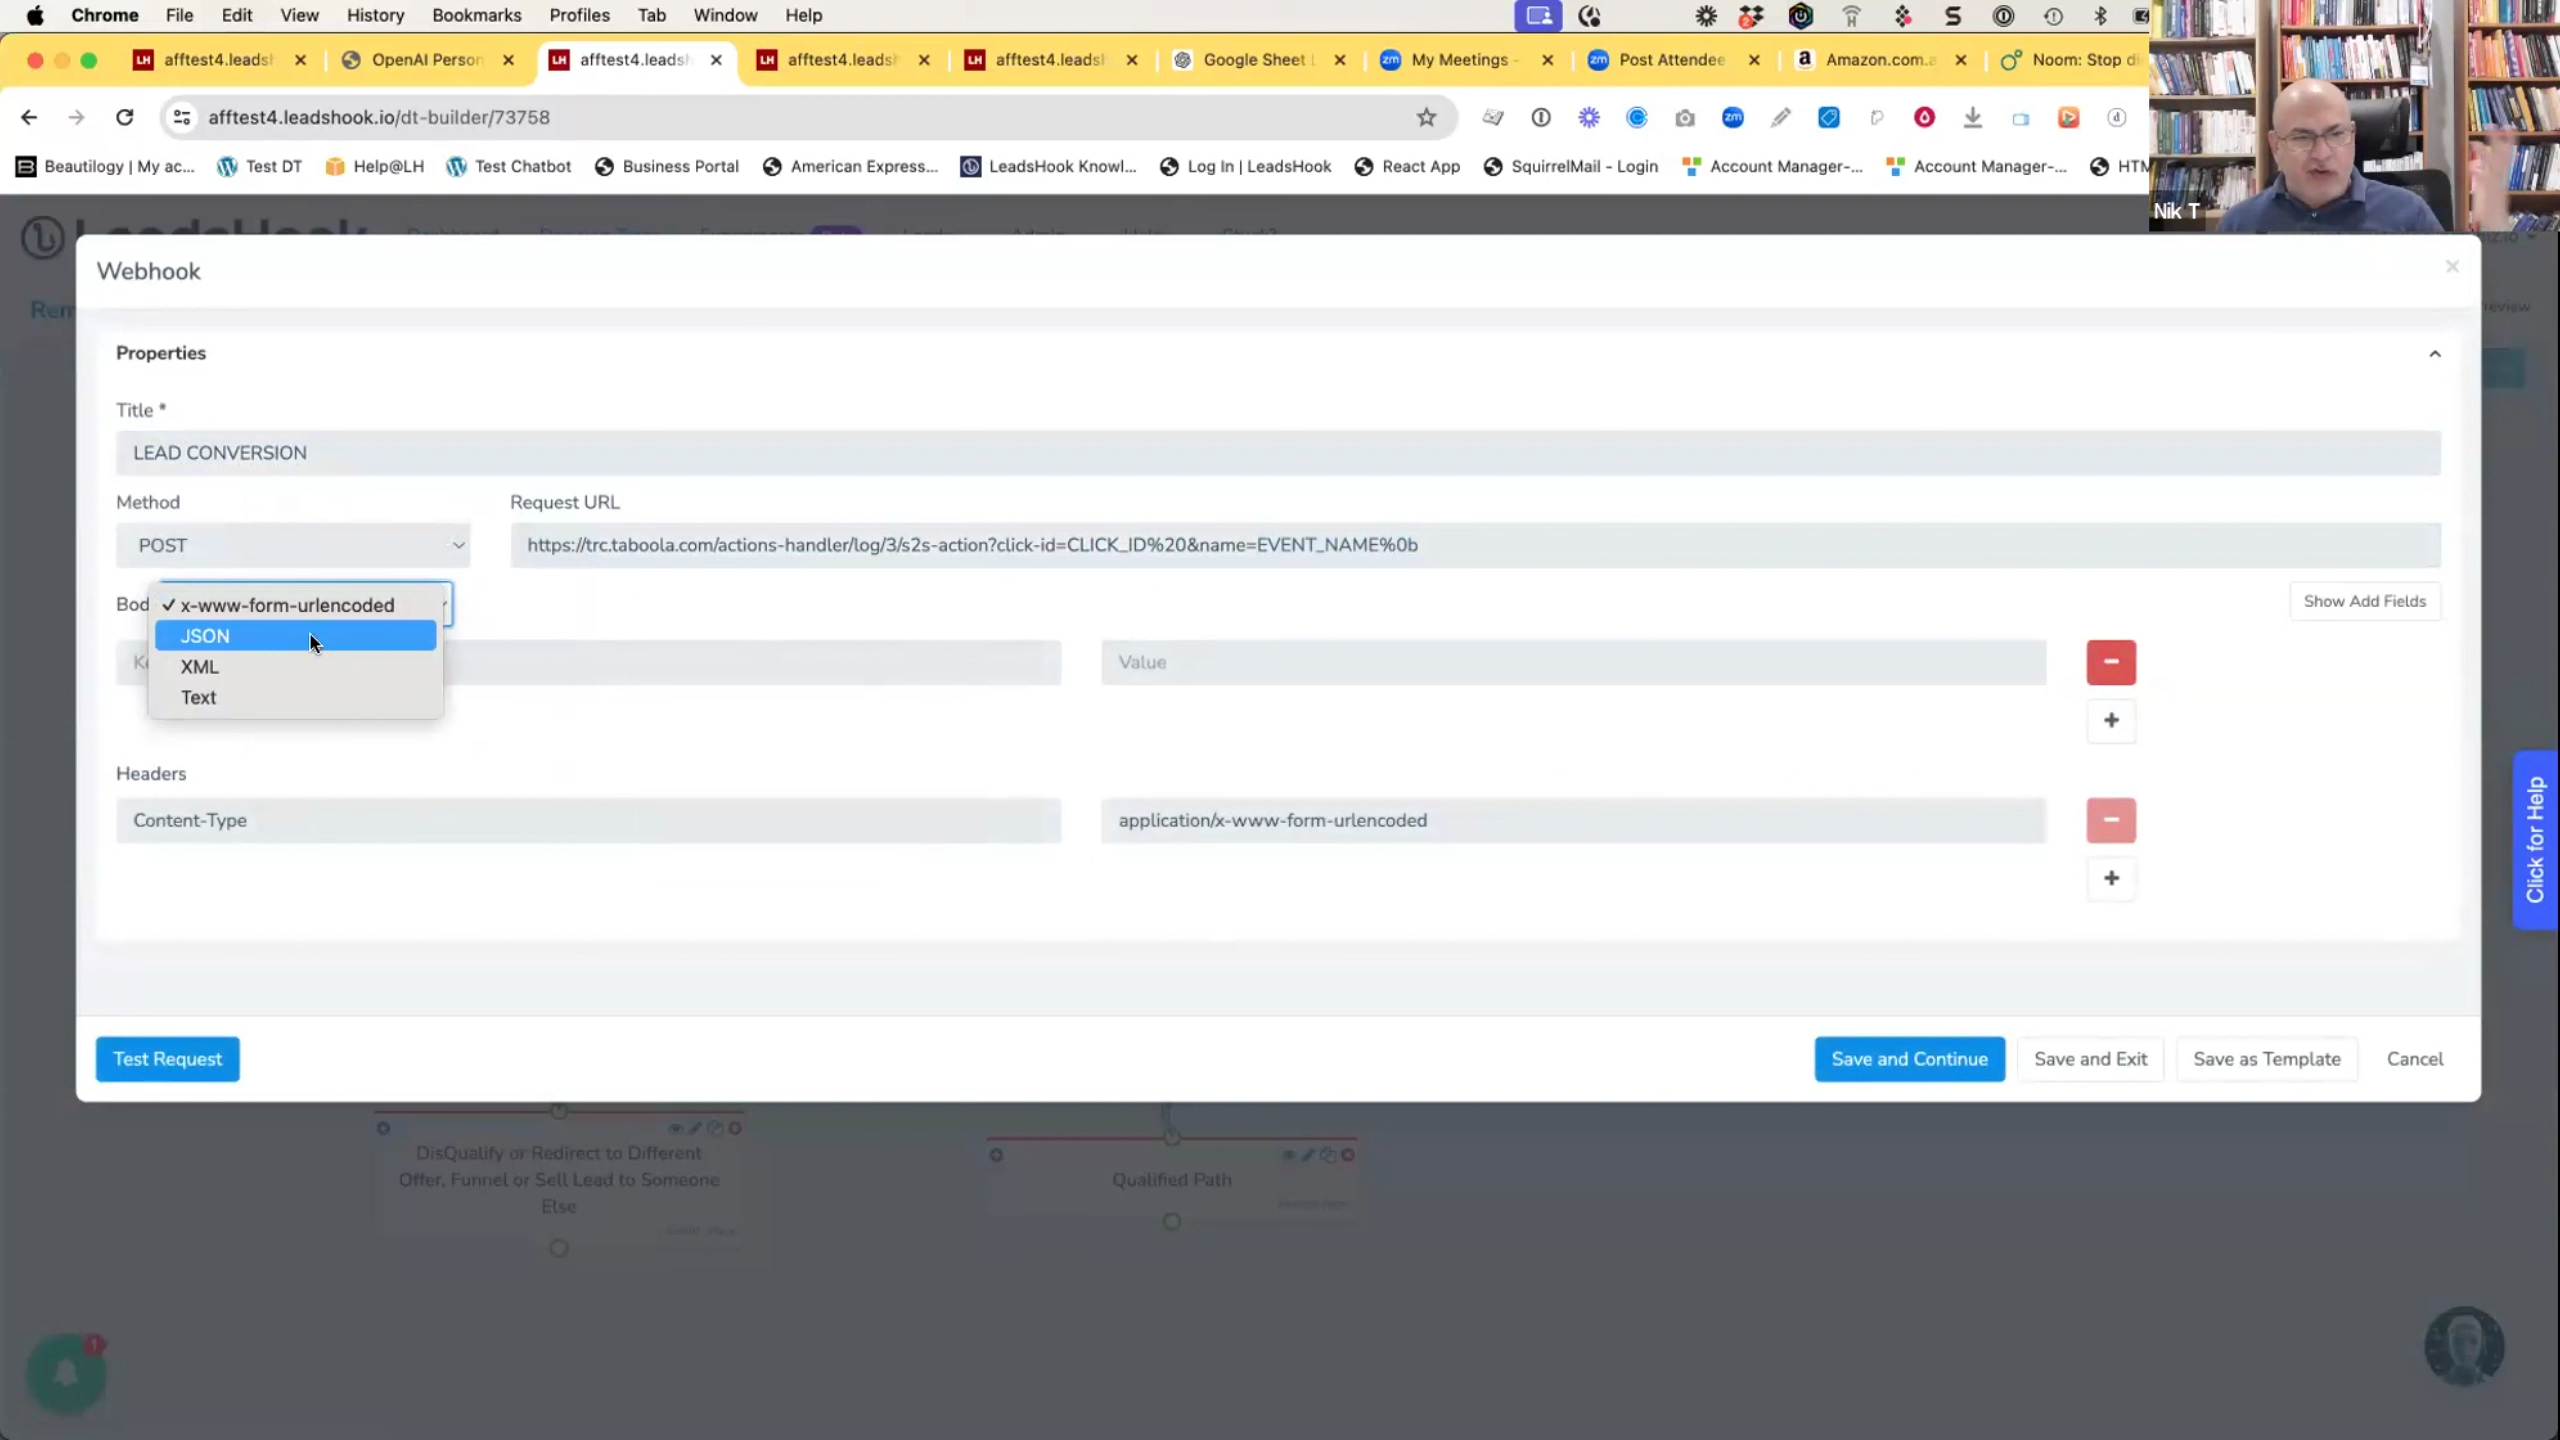 Chrome File Edit View History Bookmarks Profiles Tab Window Help
afftest4.leadsh OpenAI Person afftest4.leadsh afftest4.leadsh afftest4.leadsh Google Sheet My Meetings - Post Attendee Amazon.com.a Noom: Stop di
afftest4.leadshook.io/dt-builder/73758
Beautilogy | My ac... Test DT Help@LH Test Chatbot Business Portal American Express... LeadsHook Knowl... Log In | LeadsHook React App SquirrelMail - Login Account Manager-... Account Manager-... HTM
Nik T
Webhook
Properties
Title *
LEAD CONVERSION
Method Request URL
POST https://trc.taboola.com/actions-handler/log/3/s2s-action?click-id=CLICK_ID%20&name=EVENT_NAME%0b
Bod ✓ x-www-form-urlencoded Show Add Fields
JSON
Value
XML
Text
Headers
Content-Type application/x-www-form-urlencoded
Click for Help
Test Request Save and Continue Save and Exit Save as Template Cancel
DisQualify or Redirect to Different
Offer, Funnel or Sell Lead to Someone
Else
Qualified Path
1